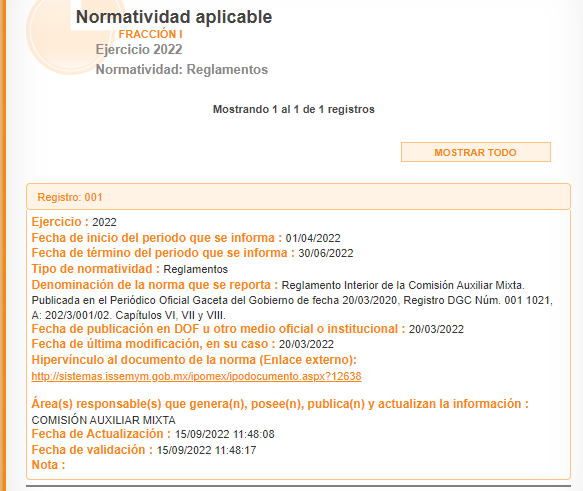 Normatividad aplicable
FRACCIÓN I
Ejercicio 2022
Normatividad: Reglamentos
Mostrando 1 al 1 de 1 registros
MOSTRAR TODO
Registro: 001
Ejercicio : 2022
Fecha de inicio del periodo que se informa : 01/04/2022
Fecha de término del periodo que se informa : 30/06/2022
Tipo de normatividad : Reglamentos
Denominación de la norma que se reporta : Reglamento Interior de la Comisión Auxiliar Mixta.
Publicada en el Periódico Oficial Gaceta del Gobierno de fecha 20/03/2020, Registro DGC Núm. 001 1021,
A: 202/3/001/02. Capítulos VI, VII y VIII.
Fecha de publicación en DOF u otro medio oficial o institucional : 20/03/2022
Fecha de última modificación, en su caso : 20/03/2022
Hipervínculo al documento de la norma (Enlace externo):
http://sistemas.issemym.gob.mx/ipomex/ipodocumento.aspx?12638
Área(s) responsable(s) que genera(n), posee(n), publica(n) y actualizan la información :
COMISIÓN AUXILIAR MIXTA
Fecha de Actualización : 15/09/2022 11:48:08
Fecha de validación : 15/09/2022 11:48:17
Nota :